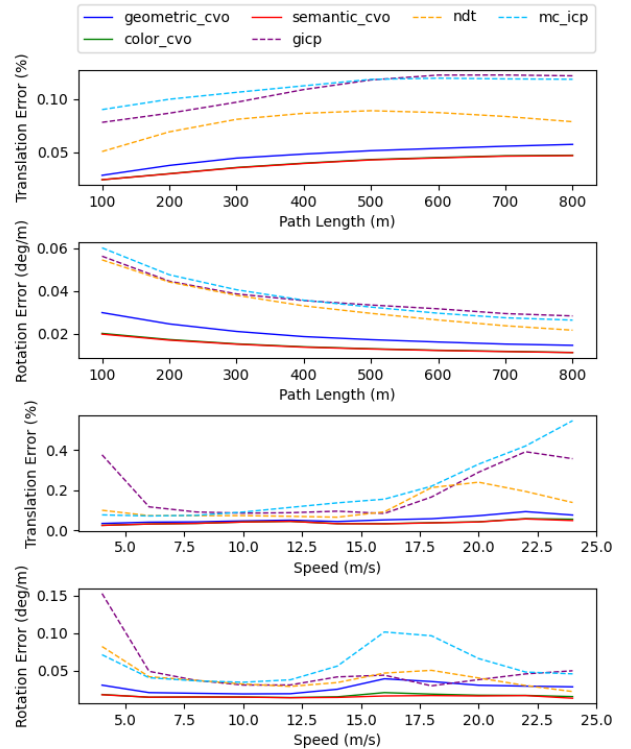 geometric_cvo semantic_cvo ndt mc_icp
color_cvo gicp
Translation Error (%)
0.10
0.05
100 200 300 400 500 600 700 800
Path Length (m)
Rotation Error (deg/m)
0.06
0.04
0.02
100 200 300 400 500 600 700 800
Path Length (m)
Translation Error (%)
0.4
0.2
0.0
5.0 7.5 10.0 12.5 15.0 17.5 20.0 22.5 25.0
Speed (m/s)
Rotation Error (deg/m)
0.15
0.10
0.05
5.0 7.5 10.0 12.5 15.0 17.5 20.0 22.5 25.0
Speed (m/s)